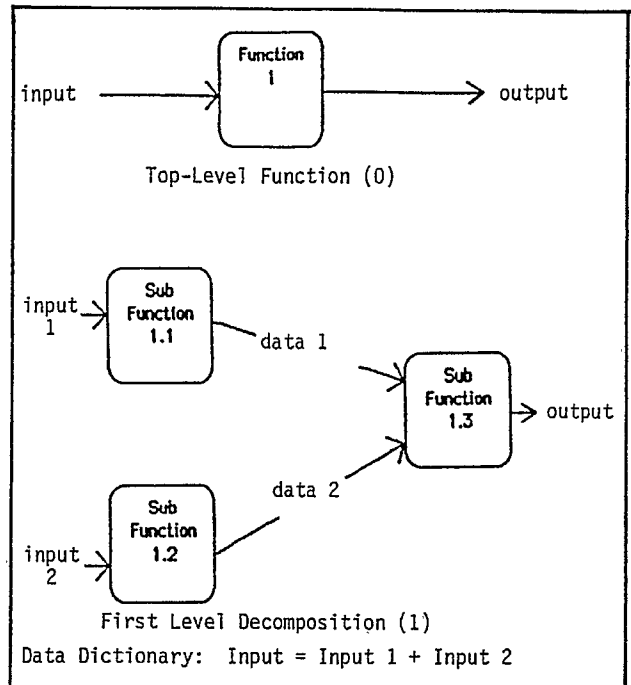 Function
1
input
output
Top-Level Function (0)
input
1
Sub
Function
1.1
data 1
Sub
Function
1.3
output
data 2
Sub
Function
1.2
input
2
First Level Decomposition (1)
Data Dictionary: Input = Input 1 + Input 2